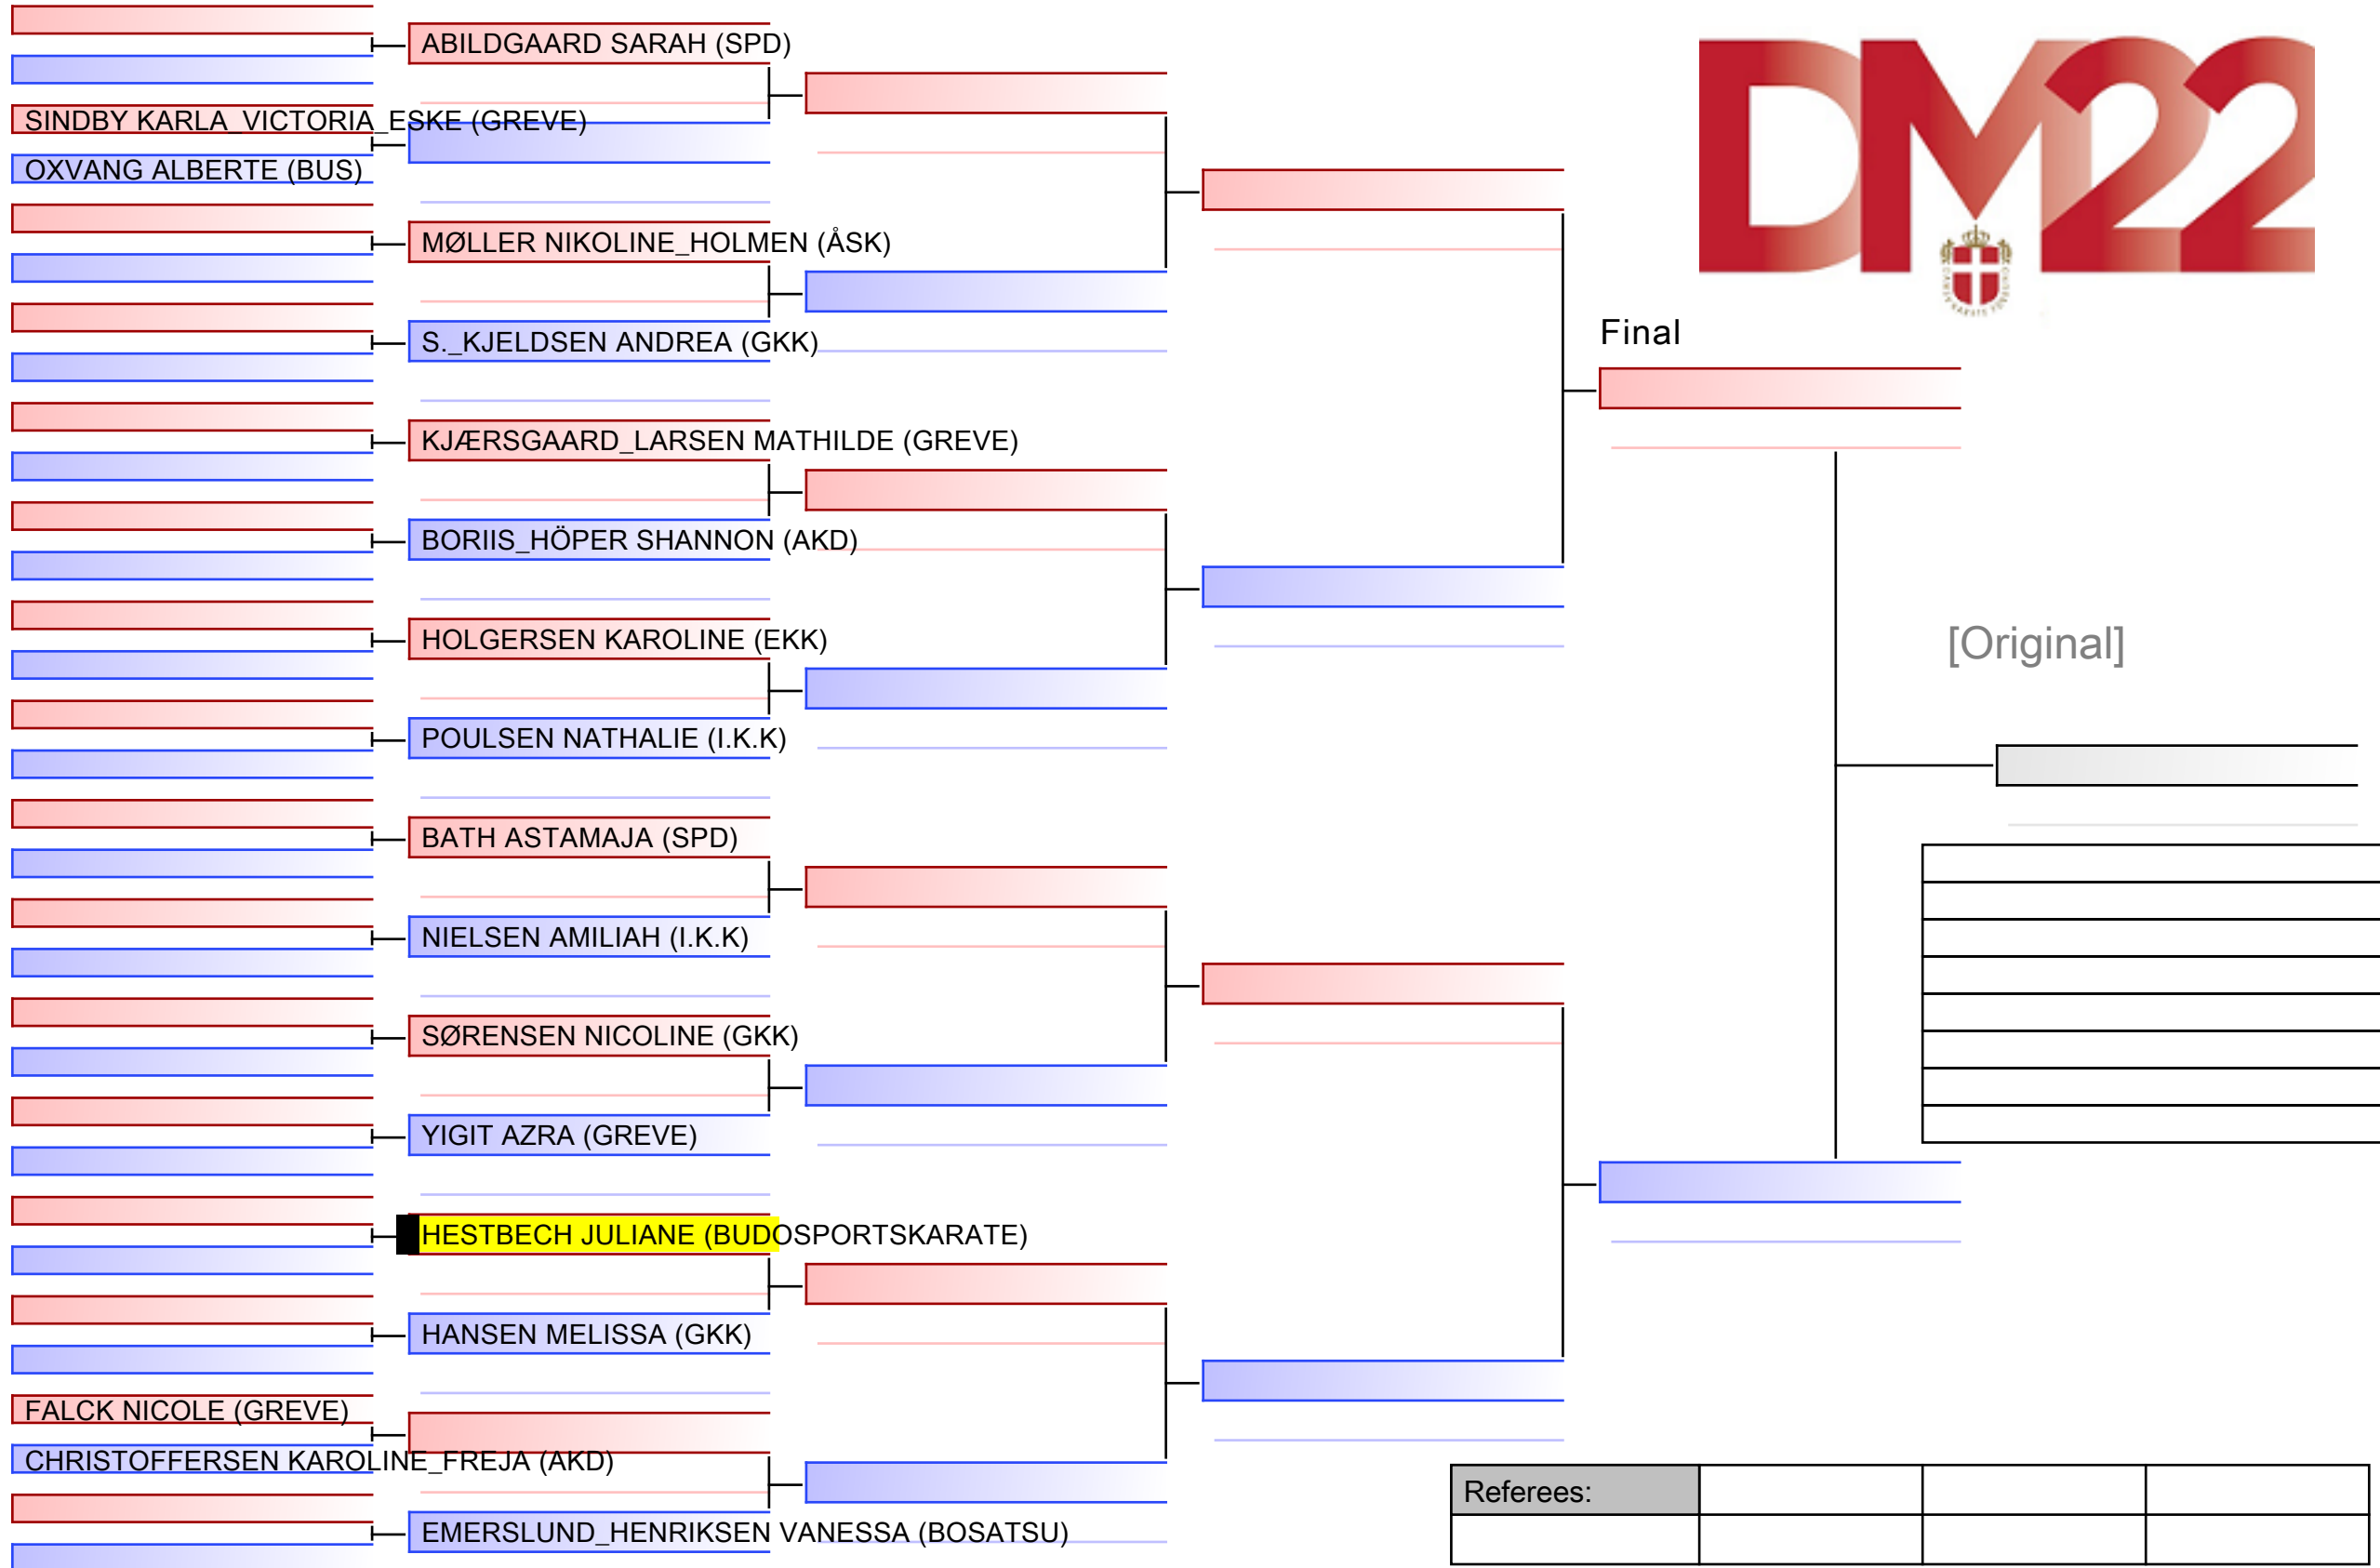 DM22
ABILDGAARD SARAH (SPD)
SINDBY KARLA_VICTORIA_ESKE (GREVE)
OXVANG ALBERTE (BUS)
MØLLER NIKOLINE_HOLMEN (ÅSK)
S._KJELDSEN ANDREA (GKK)
Final
KJÆRSGAARD_LARSEN MATHILDE (GREVE)
BORIIS_HÖPER SHANNON (AKD)
HOLGERSEN KAROLINE (EKK)
[Original]
POULSEN NATHALIE (I.K.K)
BATH ASTAMAJA (SPD)
NIELSEN AMILIAH (I.K.K)
SØRENSEN NICOLINE (GKK)
YIGIT AZRA (GREVE)
HESTBECH JULIANE (BUDOSPORTSKARATE)
HANSEN MELISSA (GKK)
FALCK NICOLE (GREVE)
CHRISTOFFERSEN KAROLINE_FREJA (AKD)
Referees:
EMERSLUND_HENRIKSEN VANESSA (BOSATSU)